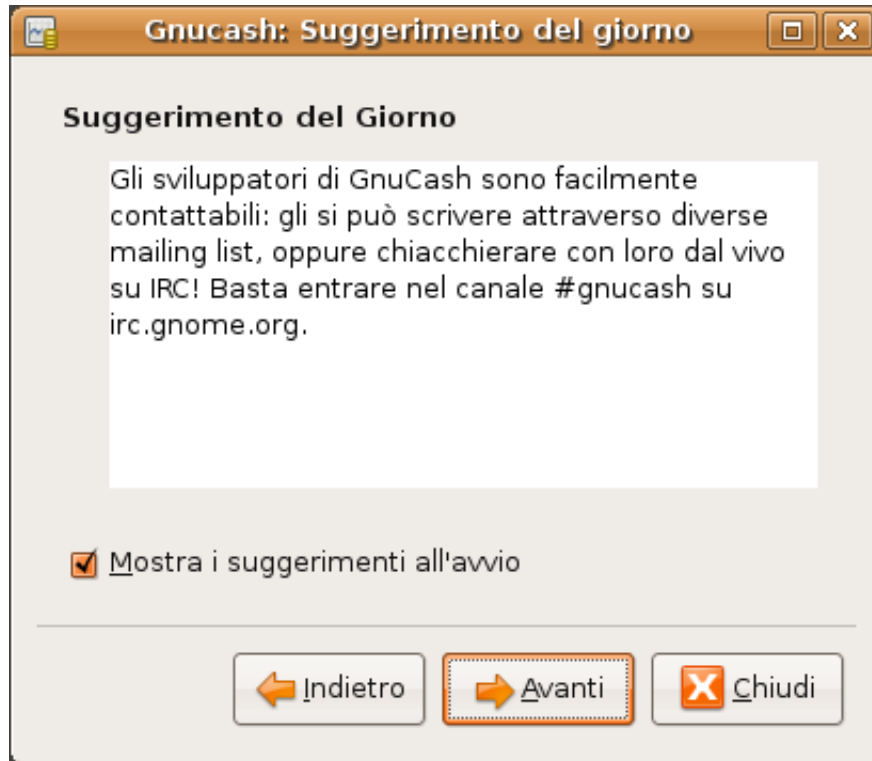 Gnucash: Suggerimento del giorno
Suggerimento del Giorno
Gli sviluppatori di GnuCash sono facilmente
contattabili: gli si può scrivere attraverso diverse
mailing list, oppure chiacchierare con loro dal vivo
su IRC! Basta entrare nel canale #gnucash su
irc.gnome.org.
Mostra i suggerimenti all'avvio
Indietro Avanti Chiudi